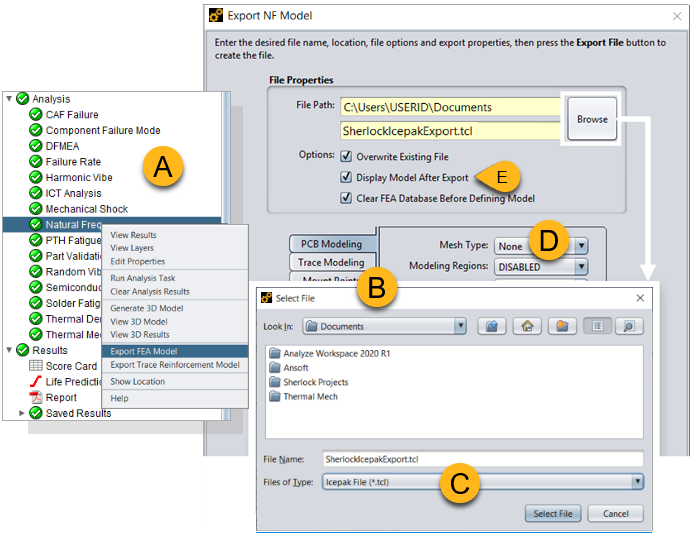 Export NF Model
Enter the desired file name, location, file options and export properties, then press the Export File button to
create the file.
File Properties
File Path:
C:\Users\USERID\Documents
SherlockIcepakExport.tcl
Browse
Options:
Overwrite Existing File
Display Model After Export
E
Clear FEA Database Before Defining Model
PCB Modeling
Trace Modeling
Mesh Type:
None
D
Modeling Regions:
DISABLED
A
Analysis
CAF Failure
Component Failure Mode
DFMEA
Failure Rate
Harmonic Vibe
ICT Analysis
Mechanical Shock
Natural Freq
PTH Fatigue
Part Validation
Random Vib
Semiconduc
Solder Fatig
Thermal Der
Thermal Mec
Results
Score Card
Life Prediction
Report
Saved Results
View Results
View Layers
Edit Properties
Run Analysis Task
Clear Analysis Results
Generate 3D Model
View 3D Model
View 3D Results
Export FEA Model
Export Trace Reinforcement Model
Show Location
Help
B
Select File
Look In:
Documents
Analyze Workspace 2020 R1
Ansoft
Sherlock Projects
Thermal Mech
File Name:
SherlockIcepakExport.tcl
Files of Type:
Icepak File (*.tcl)
C
Select File
Cancel